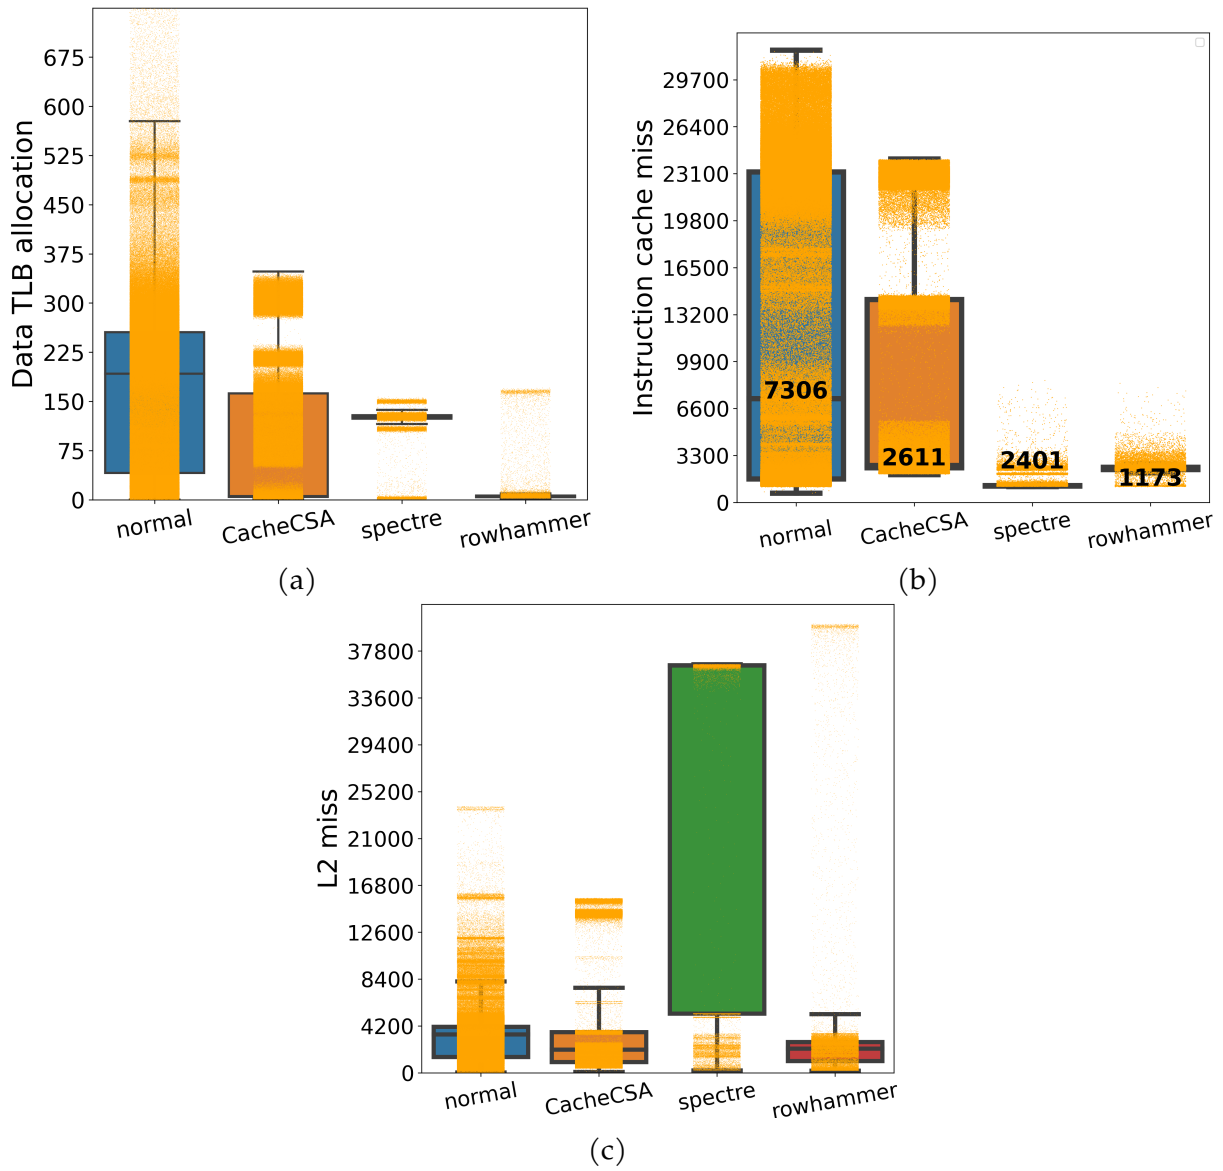 Data TLB allocation
675
600
525
450
375
300
225
150
75
0
normal
CacheCSA
spectre
rowhammer
(a)
Instruction cache miss
29700
26400
23100
19800
16500
13200
9900
6600
3300
0
7306
2611
2401
1173
normal
CacheCSA
spectre
rowhammer
(b)
L2 miss
37800
33600
29400
25200
21000
16800
12600
8400
4200
0
normal
CacheCSA
spectre
rowhammer
(c)